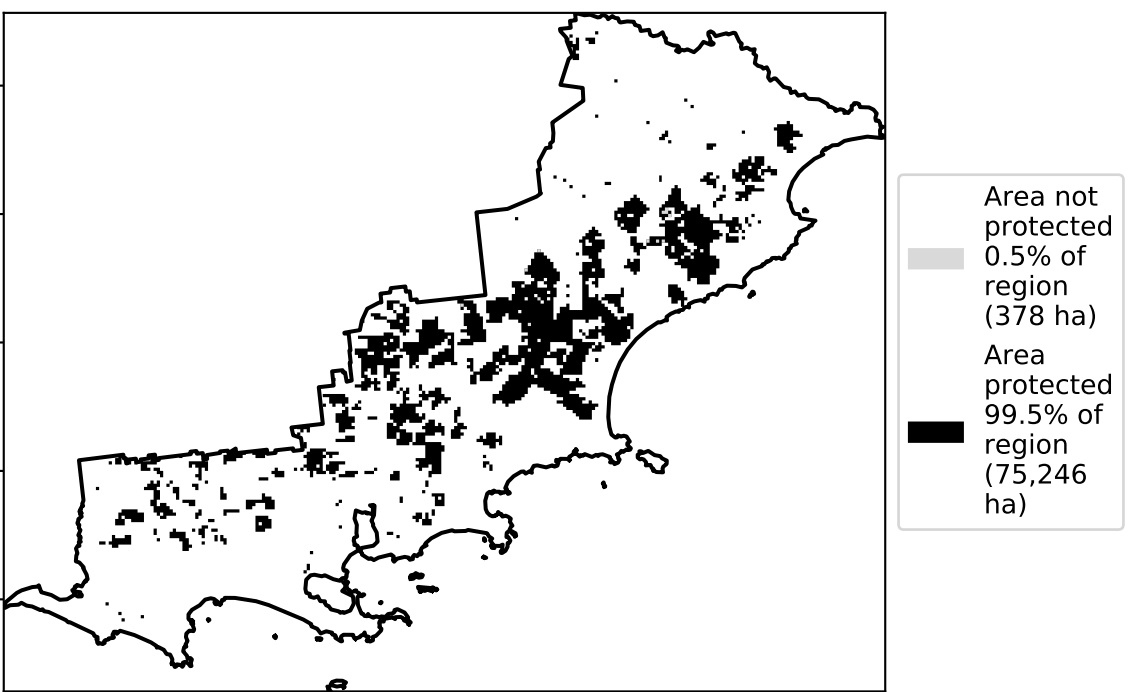 Area not
protected
0.5% of
region
(378 ha)
Area
protected
99.5% of
region
(75,246
ha)